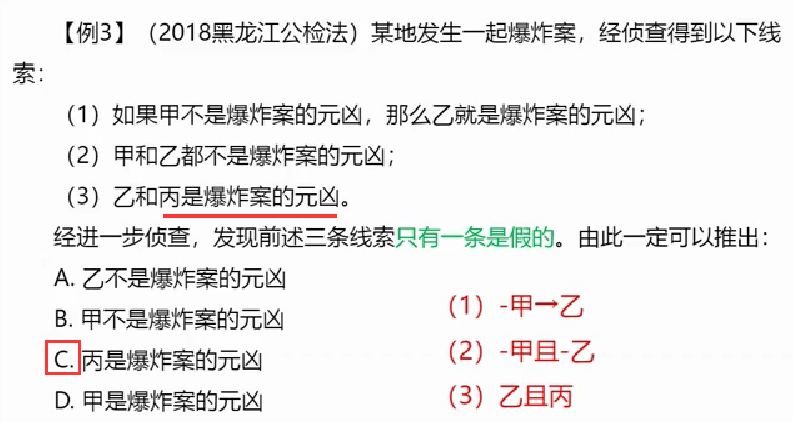 【例3】（2018黑龙江公检法）某地发生一起爆炸案，经侦查得到以下线
索：
（1）如果甲不是爆炸案的元凶，那么乙就是爆炸案的元凶；
（2）甲和乙都不是爆炸案的元凶；
（3）乙和丙是爆炸案的元凶。
经进一步侦查，发现前述三条线索只有一条是假的。由此一定可以推出：
A. 乙不是爆炸案的元凶
B. 甲不是爆炸案的元凶
C. 丙是爆炸案的元凶
D. 甲是爆炸案的元凶
（1）-甲→乙
（2）-甲且-乙
（3）乙且丙